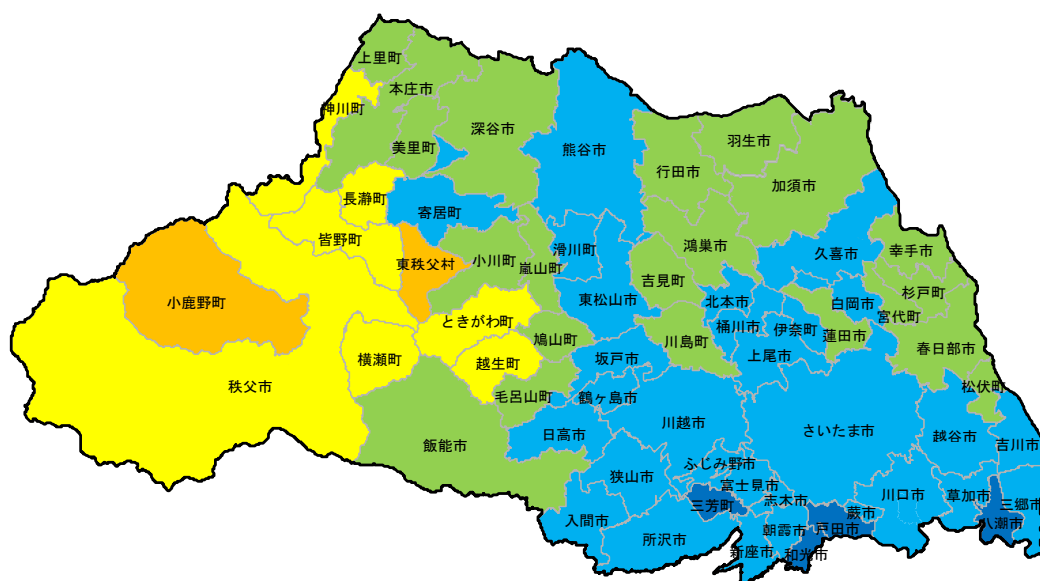 上里町
本庄市
神川町
深谷市
美里町
熊谷市
羽生市
行田市
加須市
長瀞町
寄居町
皆野町
鴻巣市
久喜市
幸手市
東秩父村
小川町
嵐山町
滑川町
吉見町
小鹿野町
東松山市
北本市
白岡市
杉戸町
宮代町
ときがわ町
桶川市
伊奈町
蓮田市
鳩山町
川島町
春日部市
横瀬町
越生町
坂戸市
上尾市
秩父市
松伏町
毛呂山町
鶴ヶ島市
飯能市
日高市
川越市
さいたま市
越谷市
吉川市
ふじみ野市
狭山市
富士見市
三芳町
志木市
川口市
草加市
三郷市
蕨市
入間市
所沢市
朝霞市
戸田市
八潮市
新座市
和光市